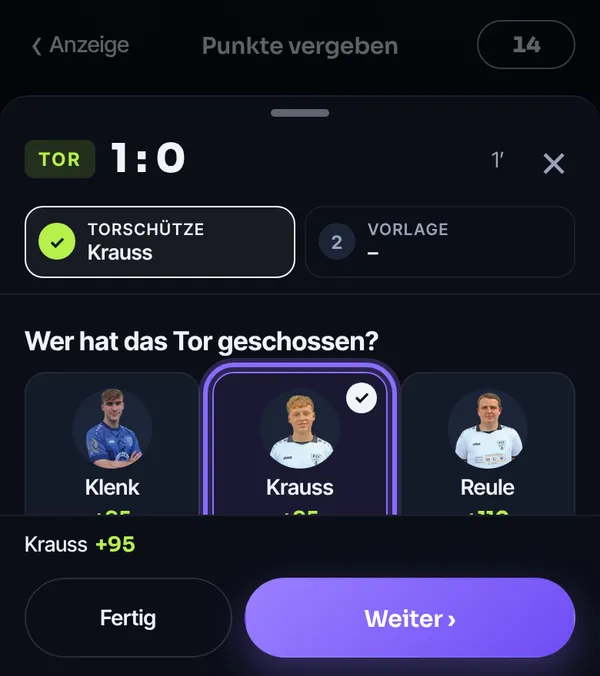 ‹ Anzeige
Punkte vergeben
14
TOR
1:0
1’
×
TORSCHÜTZE
Krauss
2
VORLAGE
–
Wer hat das Tor geschossen?
Klenk
Krauss
Reule
Krauss +95
Fertig
Weiter ›